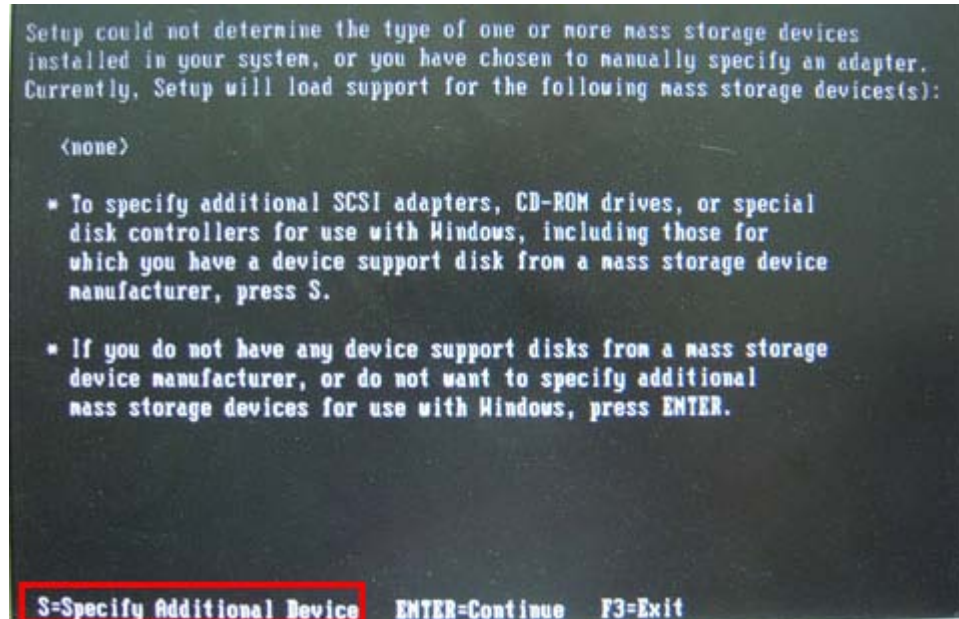 Setup could not determine the type of one or more mass storage devices
installed in your system, or you have chosen to manually specify an adapter.
Currently, Setup will load support for the following mass storage devices(s):
<none>
* To specify additional SCSI adapters, CD-ROM drives, or special
disk controllers for use with Windows, including those for
which you have a device support disk from a mass storage device
manufacturer, press S.
* If you do not have any device support disks from a mass storage
device manufacturer, or do not want to specify additional
mass storage devices for use with Windows, press ENTER.
S=Specify Additional Device   ENTER=Continue   F3=Exit